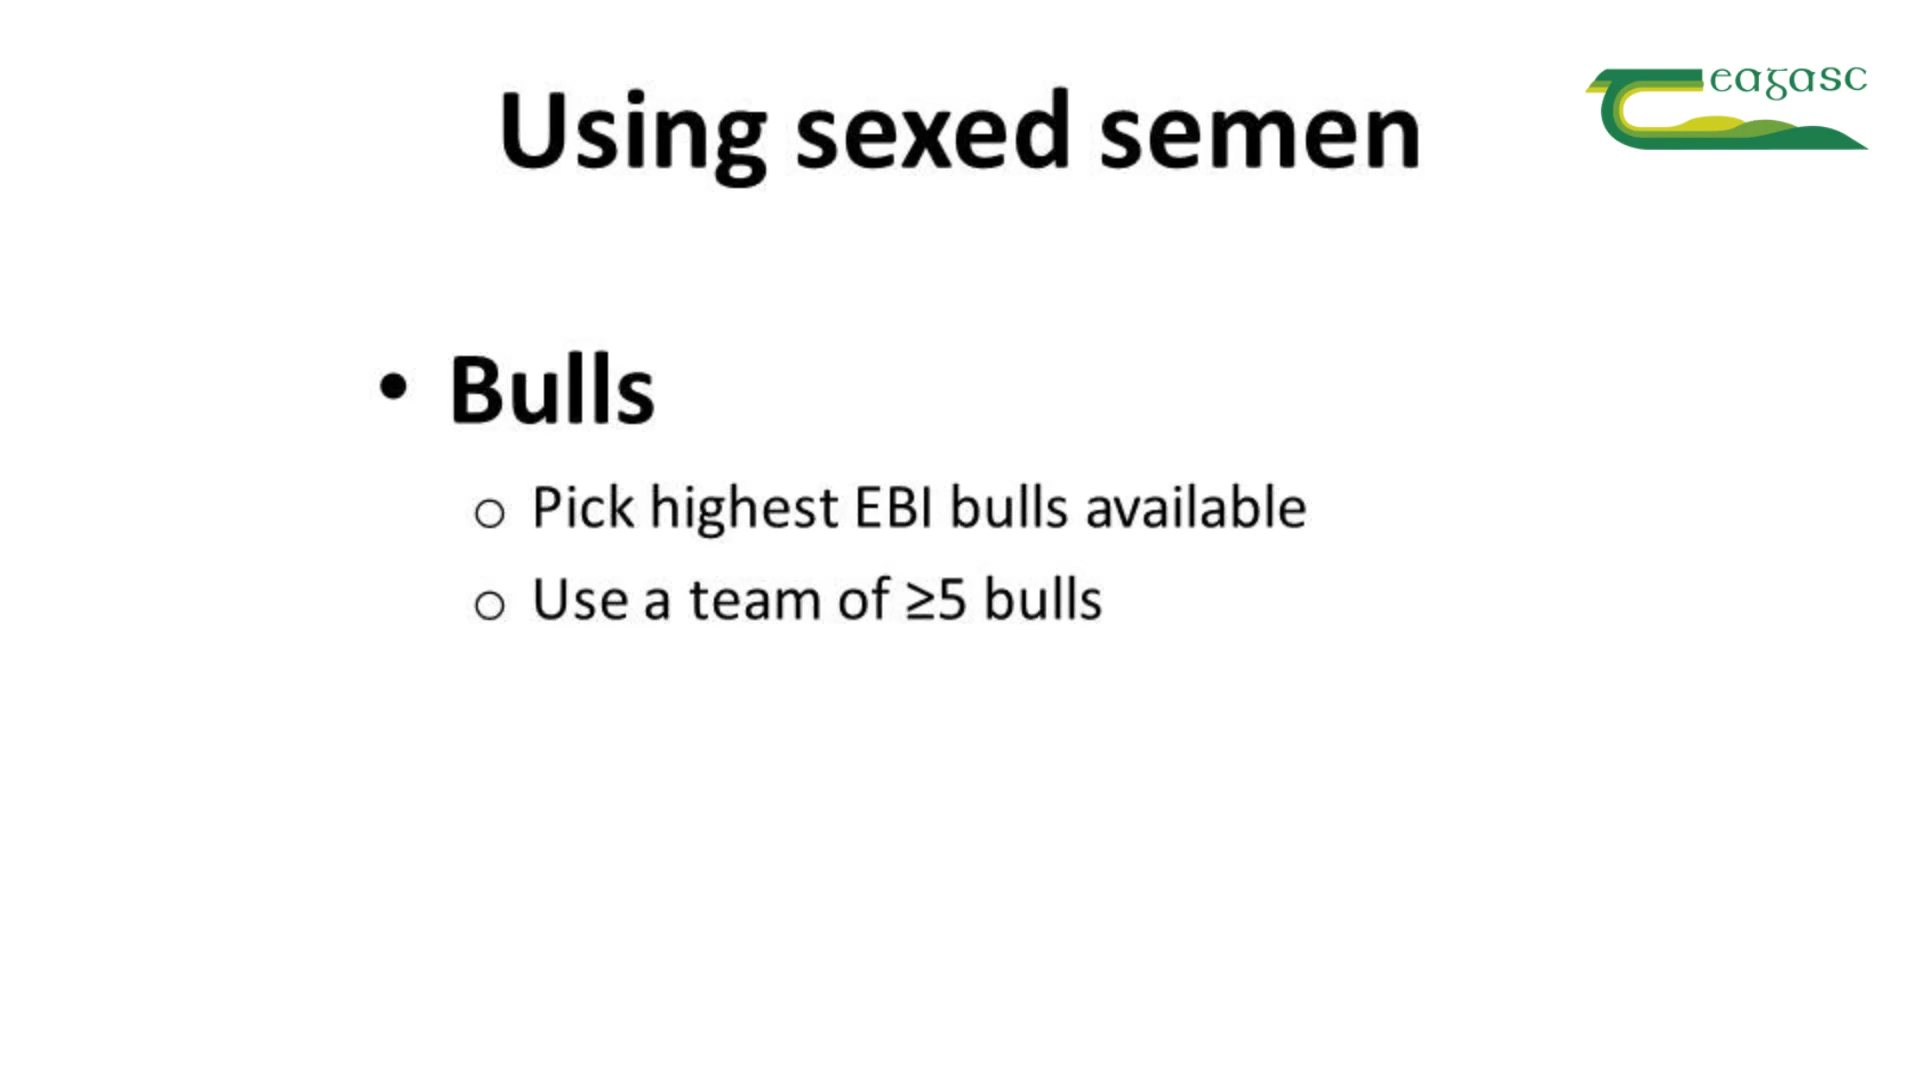 Using sexed semen
Teagasc
• Bulls
o Pick highest EBI bulls available
o Use a team of ≥5 bulls